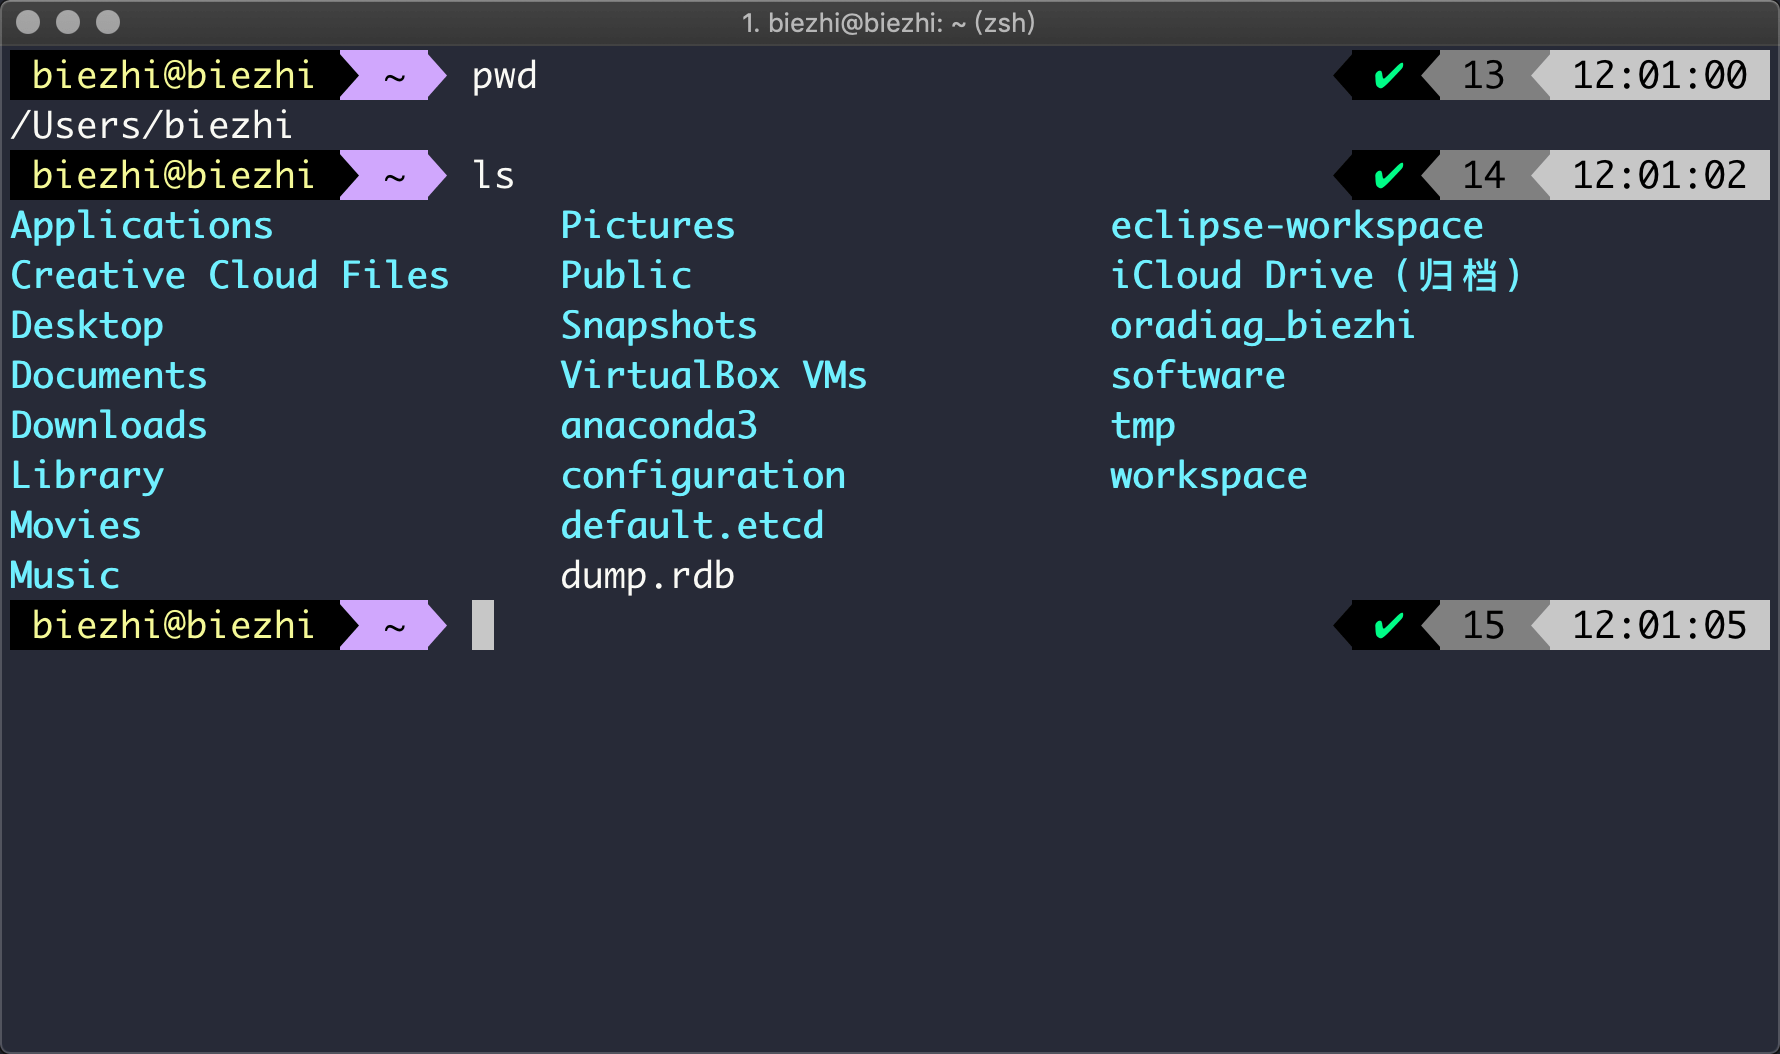 1. biezhi@biezhi: ~ (zsh)
biezhi@biezhi ~ pwd ✔ 13 12:01:00
/Users/biezhi
biezhi@biezhi ~ ls ✔ 14 12:01:02
Applications Pictures eclipse-workspace
Creative Cloud Files Public iCloud Drive（归档）
Desktop Snapshots oradiag_biezhi
Documents VirtualBox VMs software
Downloads anaconda3 tmp
Library configuration workspace
Movies default.etcd
Music dump.rdb
biezhi@biezhi ~ ✔ 15 12:01:05